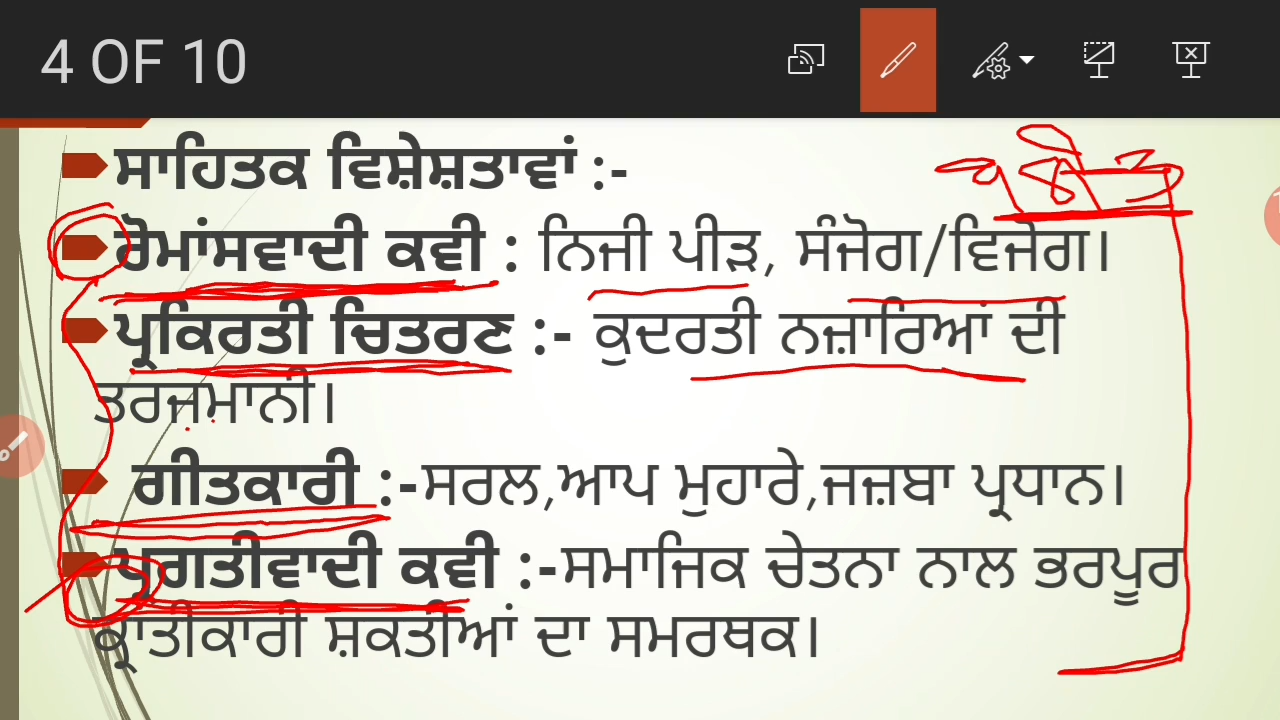 4 OF 10
ਸਾਹਿਤਕ ਵਿਸ਼ੇਸ਼ਤਾਵਾਂ :-
ਰੋਮਾਂਸਵਾਦੀ ਕਵੀ : ਨਿਜੀ ਪੀੜ, ਸੰਜੋਗ/ਵਿਜੋਗ।
ਪ੍ਰਕਿਰਤੀ ਚਿਤਰਣ :- ਕੁਦਰਤੀ ਨਜ਼ਾਰਿਆਂ ਦੀ
ਤਰਜਮਾਨੀ।
ਗੀਤਕਾਰੀ :-ਸਰਲ,ਆਪ ਮੁਹਾਰੇ,ਜਜ਼ਬਾ ਪ੍ਰਧਾਨ।
ਪ੍ਰਗਤੀਵਾਦੀ ਕਵੀ :-ਸਮਾਜਿਕ ਚੇਤਨਾ ਨਾਲ ਭਰਪੂਰ
ਕ੍ਰਾਤੀਕਾਰੀ ਸ਼ਕਤੀਆਂ ਦਾ ਸਮਰਥਕ।